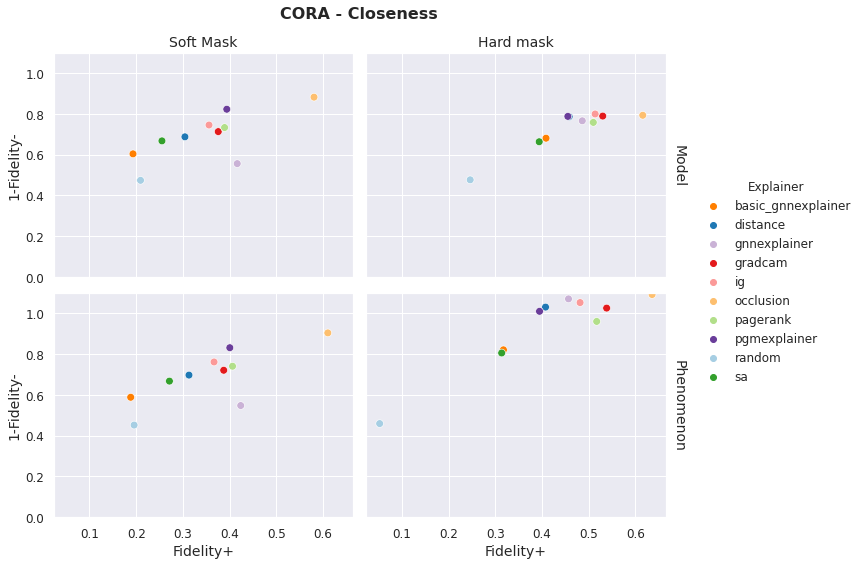 CORA - Closeness
Soft Mask
Hard mask
1.0
0.8
0.6
0.4
0.2
0.0
1-Fidelity-
Model
1.0
0.8
0.6
0.4
0.2
0.0
1-Fidelity-
Phenomenon
0.1 0.2 0.3 0.4 0.5 0.6
Fidelity+
0.1 0.2 0.3 0.4 0.5 0.6
Fidelity+
Explainer
basic_gnnexplainer
distance
gnnexplainer
gradcam
ig
occlusion
pagerank
pgmexplainer
random
sa